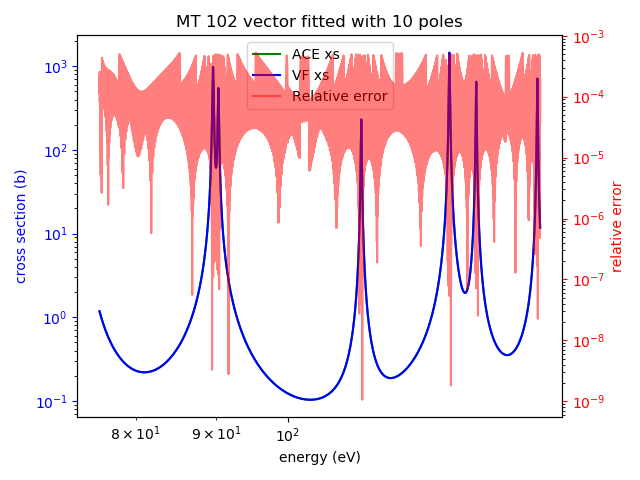 MT 102 vector fitted with 10 poles
ACE xs
VF xs
Relative error
cross section (b)
10³
10²
10¹
10⁰
10⁻¹
10⁻³
10⁻⁴
10⁻⁵
10⁻⁶
10⁻⁷
10⁻⁸
10⁻⁹
relative error
8 × 10¹
9 × 10¹
10²
energy (eV)